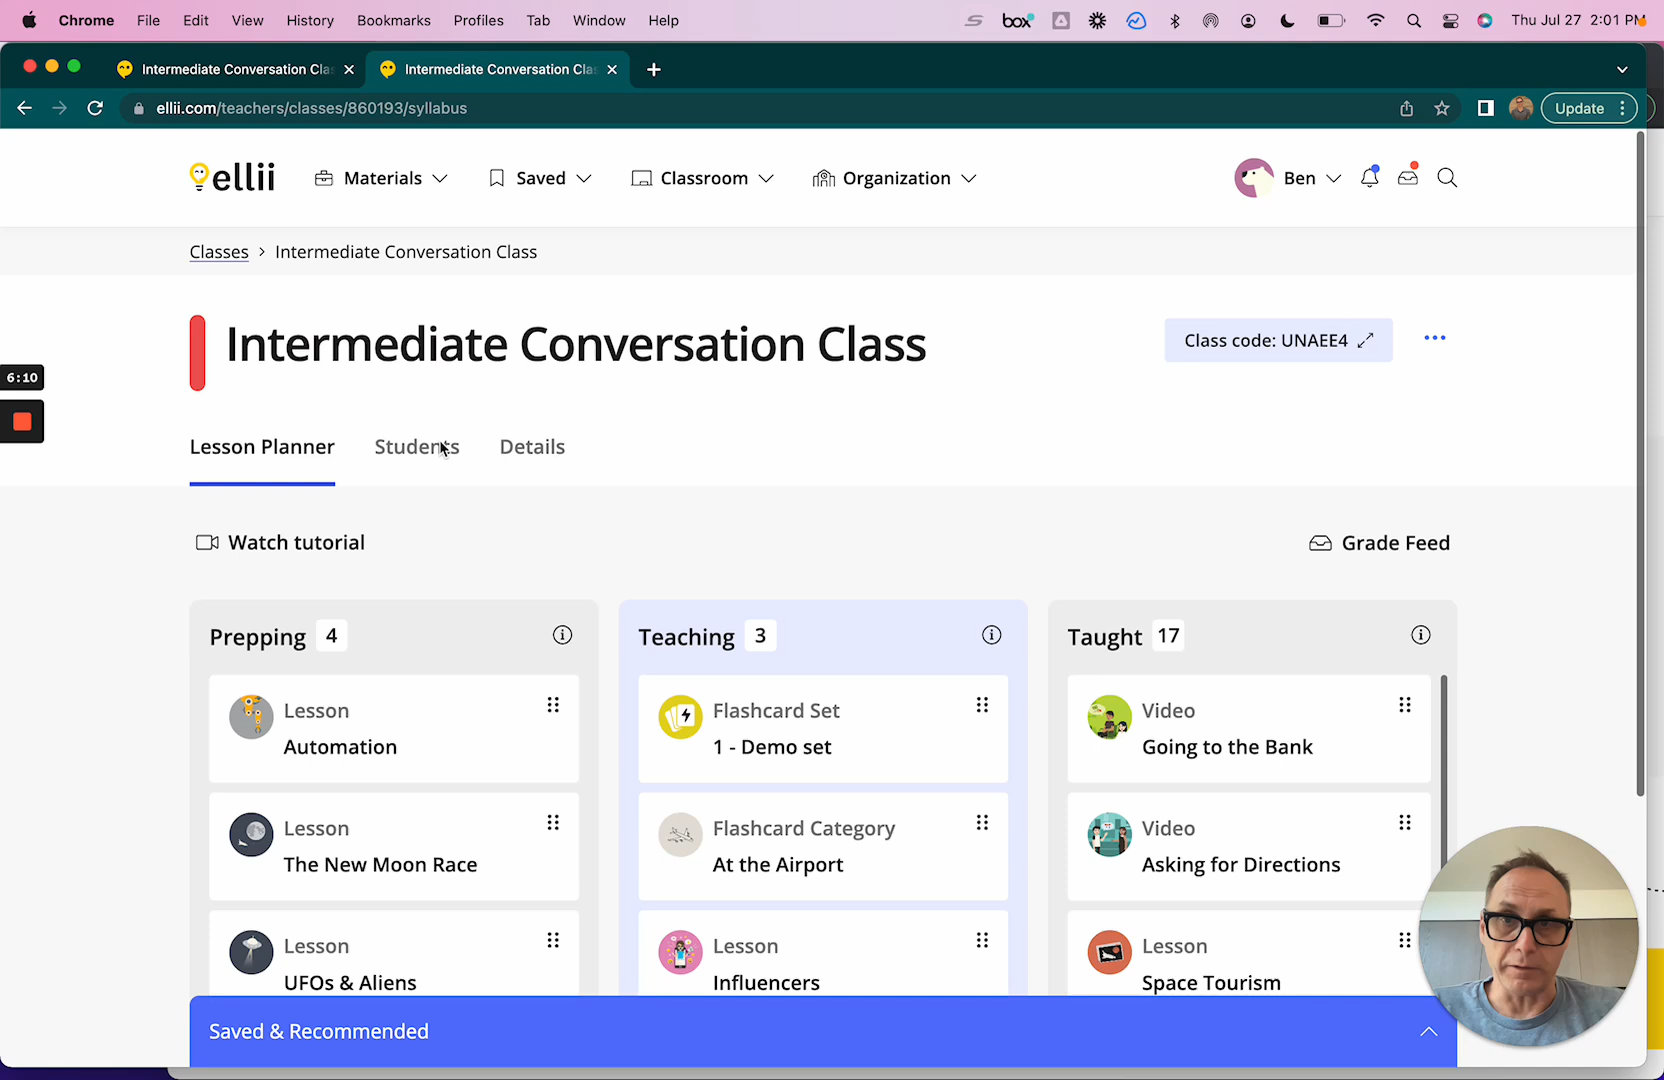 Chrome File Edit View History Bookmarks Profiles Tab Window Help box Thu Jul 27 2:01 PM
Intermediate Conversation Cla Intermediate Conversation Cla
ellii.com/teachers/classes/860193/syllabus Update
ellii Materials Saved Classroom Organization Ben
Classes > Intermediate Conversation Class
Intermediate Conversation Class
Class code: UNAEE4
6:10
Lesson Planner Students Details
Watch tutorial Grade Feed
Prepping 4 Teaching 3 Taught 17
Lesson Flashcard Set Video
Automation 1 - Demo set Going to the Bank
Lesson Flashcard Category Video
The New Moon Race At the Airport Asking for Directions
Lesson Lesson Lesson
UFOs & Aliens Influencers Space Tourism
Saved & Recommended